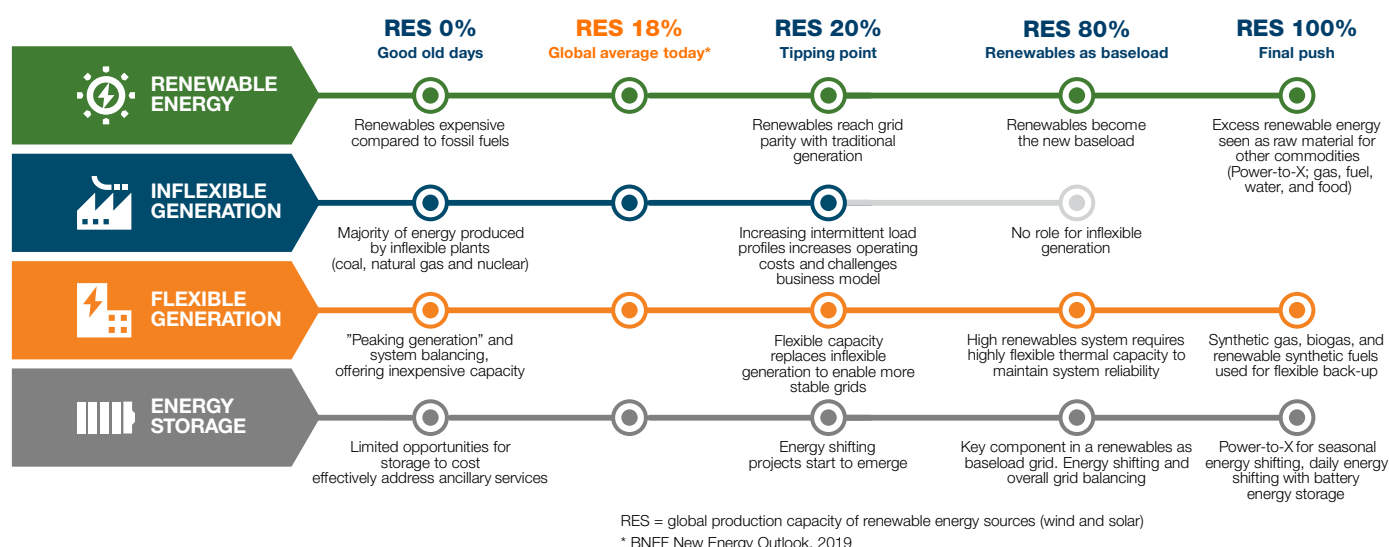 RES 0%
Good old days
RES 18%
Global average today*
RES 20%
Tipping point
RES 80%
Renewables as baseload
RES 100%
Final push
RENEWABLE
ENERGY
Renewables expensive
compared to fossil fuels
Renewables reach grid
parity with traditional
generation
Renewables become
the new baseload
Excess renewable energy
seen as raw material for
other commodities
(Power-to-X; gas, fuel,
water, and food)
INFLEXIBLE
GENERATION
Majority of energy produced
by inflexible plants
(coal, natural gas and nuclear)
Increasing intermittent load
profiles increases operating
costs and challenges
business model
No role for inflexible
generation
FLEXIBLE
GENERATION
"Peaking generation" and
system balancing,
offering inexpensive capacity
Flexible capacity
replaces inflexible
generation to enable more
stable grids
High renewables system requires
highly flexible thermal capacity to
maintain system reliability
Synthetic gas, biogas, and
renewable synthetic fuels
used for flexible back-up
ENERGY
STORAGE
Limited opportunities for
storage to cost
effectively address ancillary services
Energy shifting
projects start to emerge
Key component in a renewables as
baseload grid. Energy shifting and
overall grid balancing
Power-to-X for seasonal
energy shifting, daily energy
shifting with battery
energy storage
RES = global production capacity of renewable energy sources (wind and solar)
* BNEF New Energy Outlook, 2019